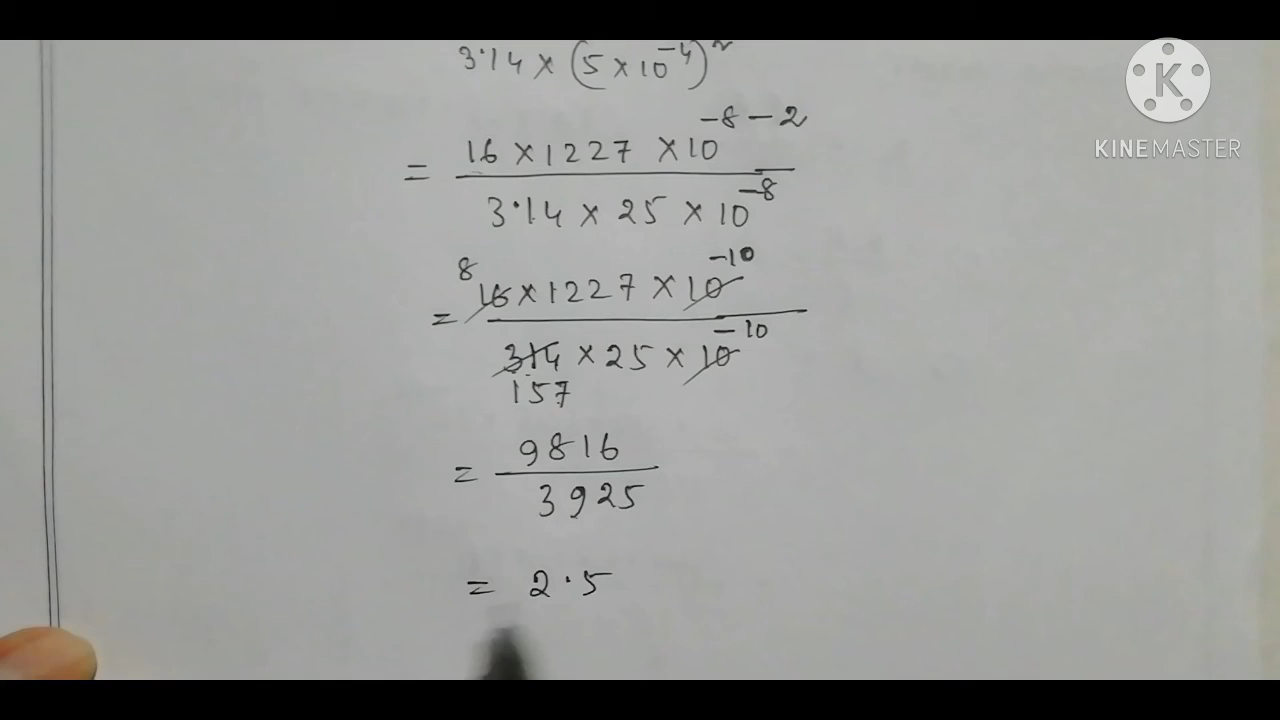 3.14 × (5 × 10⁻⁴)²
= 16 × 1227 × 10⁻⁸⁻² / 3.14 × 25 × 10⁻⁸
= 8 16 × 1227 × 10⁻¹⁰ / 314 × 25 × 10⁻¹⁰
157
= 9816 / 3925
= 2.5
K
KINEMASTER